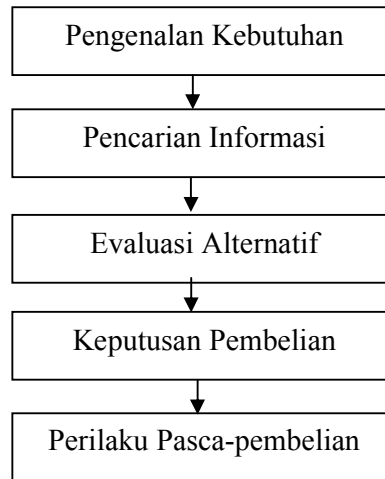 Pengenalan Kebutuhan
Pencarian Informasi
Evaluasi Alternatif
Keputusan Pembelian
Perilaku Pasca-pembelian